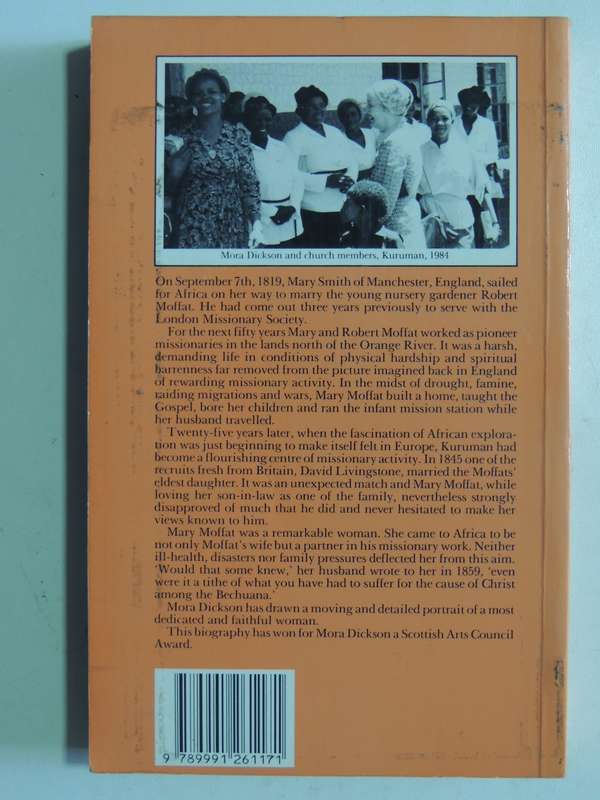 Mora Dickson and church members, Kuruman, 1984
On September 7th, 1819, Mary Smith of Manchester, England, sailed
for Africa on her way to marry the young nursery gardener Robert
Moffat. He had come out three years previously to serve with the
London Missionary Society.
For the next fifty years Mary and Robert Moffat worked as pioneer
missionaries in the lands north of the Orange River. It was a harsh,
demanding life in conditions of physical hardship and spiritual
barrenness far removed from the picture imagined back in England
of rewarding missionary activity. In the midst of drought, famine,
raiding migrations and wars, Mary Moffat built a home, taught the
Gospel, bore her children and ran the infant mission station while
her husband travelled.
Twenty-five years later, when the fascination of African explora-
tion was just beginning to make itself felt in Europe, Kuruman had
become a flourishing centre of missionary activity. In 1845 one of the
recruits fresh from Britain, David Livingstone, married the Moffats'
eldest daughter. It was an unexpected match and Mary Moffat, while
loving her son-in-law as one of the family, nevertheless strongly
disapproved of much that he did and never hesitated to make her
views known to him.
Mary Moffat was a remarkable woman. She came to Africa to be
not only Moffat's wife but a partner in his missionary work. Neither
ill-health, disasters nor family pressures deflected her from this aim.
'Would that some knew,' her husband wrote to her in 1859, 'even
were it a tithe of what you have had to suffer for the cause of Christ
among the Bechuana.'
Mora Dickson has drawn a moving and detailed portrait of a most
dedicated and faithful woman.
This biography has won for Mora Dickson a Scottish Arts Council
Award.
9 789991 261171